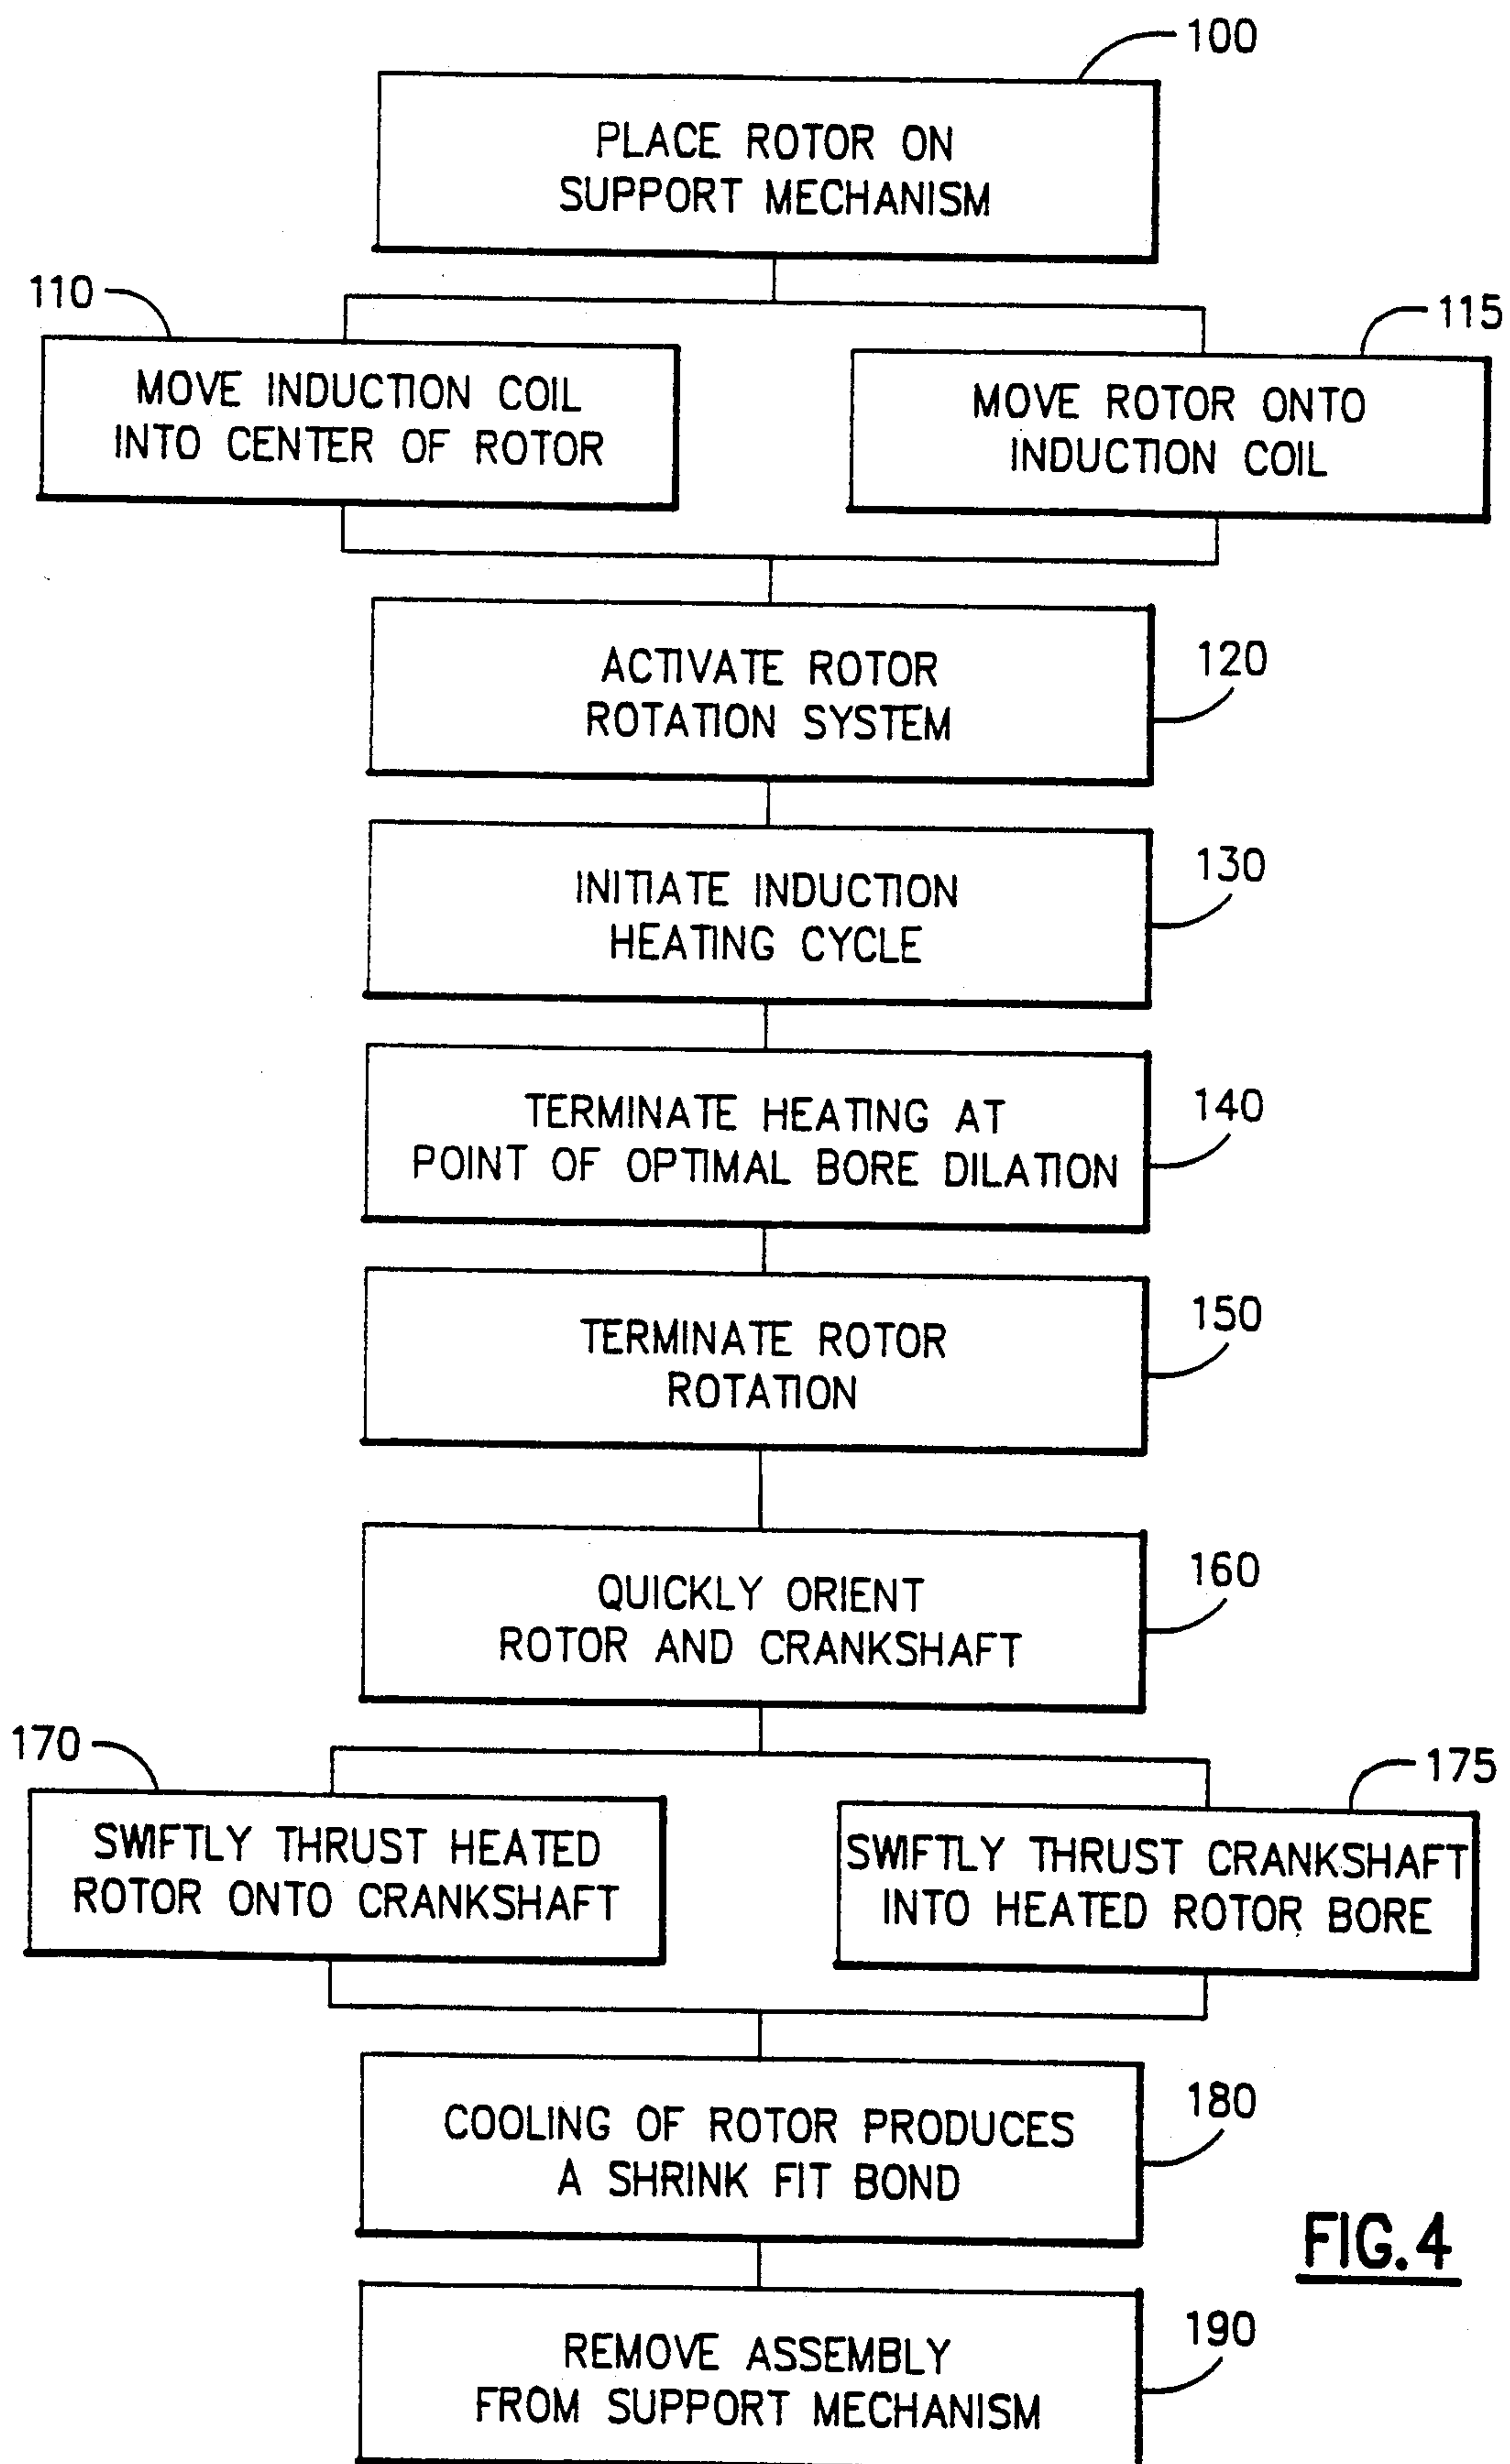 100
PLACE ROTOR ON
SUPPORT MECHANISM
110
MOVE INDUCTION COIL
INTO CENTER OF ROTOR
115
MOVE ROTOR ONTO
INDUCTION COIL
120
ACTIVATE ROTOR
ROTATION SYSTEM
130
INITIATE INDUCTION
HEATING CYCLE
140
TERMINATE HEATING AT
POINT OF OPTIMAL BORE DILATION
150
TERMINATE ROTOR
ROTATION
160
QUICKLY ORIENT
ROTOR AND CRANKSHAFT
170
SWIFTLY THRUST HEATED
ROTOR ONTO CRANKSHAFT
175
SWIFTLY THRUST CRANKSHAFT
INTO HEATED ROTOR BORE
180
COOLING OF ROTOR PRODUCES
A SHRINK FIT BOND
FIG.4
190
REMOVE ASSEMBLY
FROM SUPPORT MECHANISM